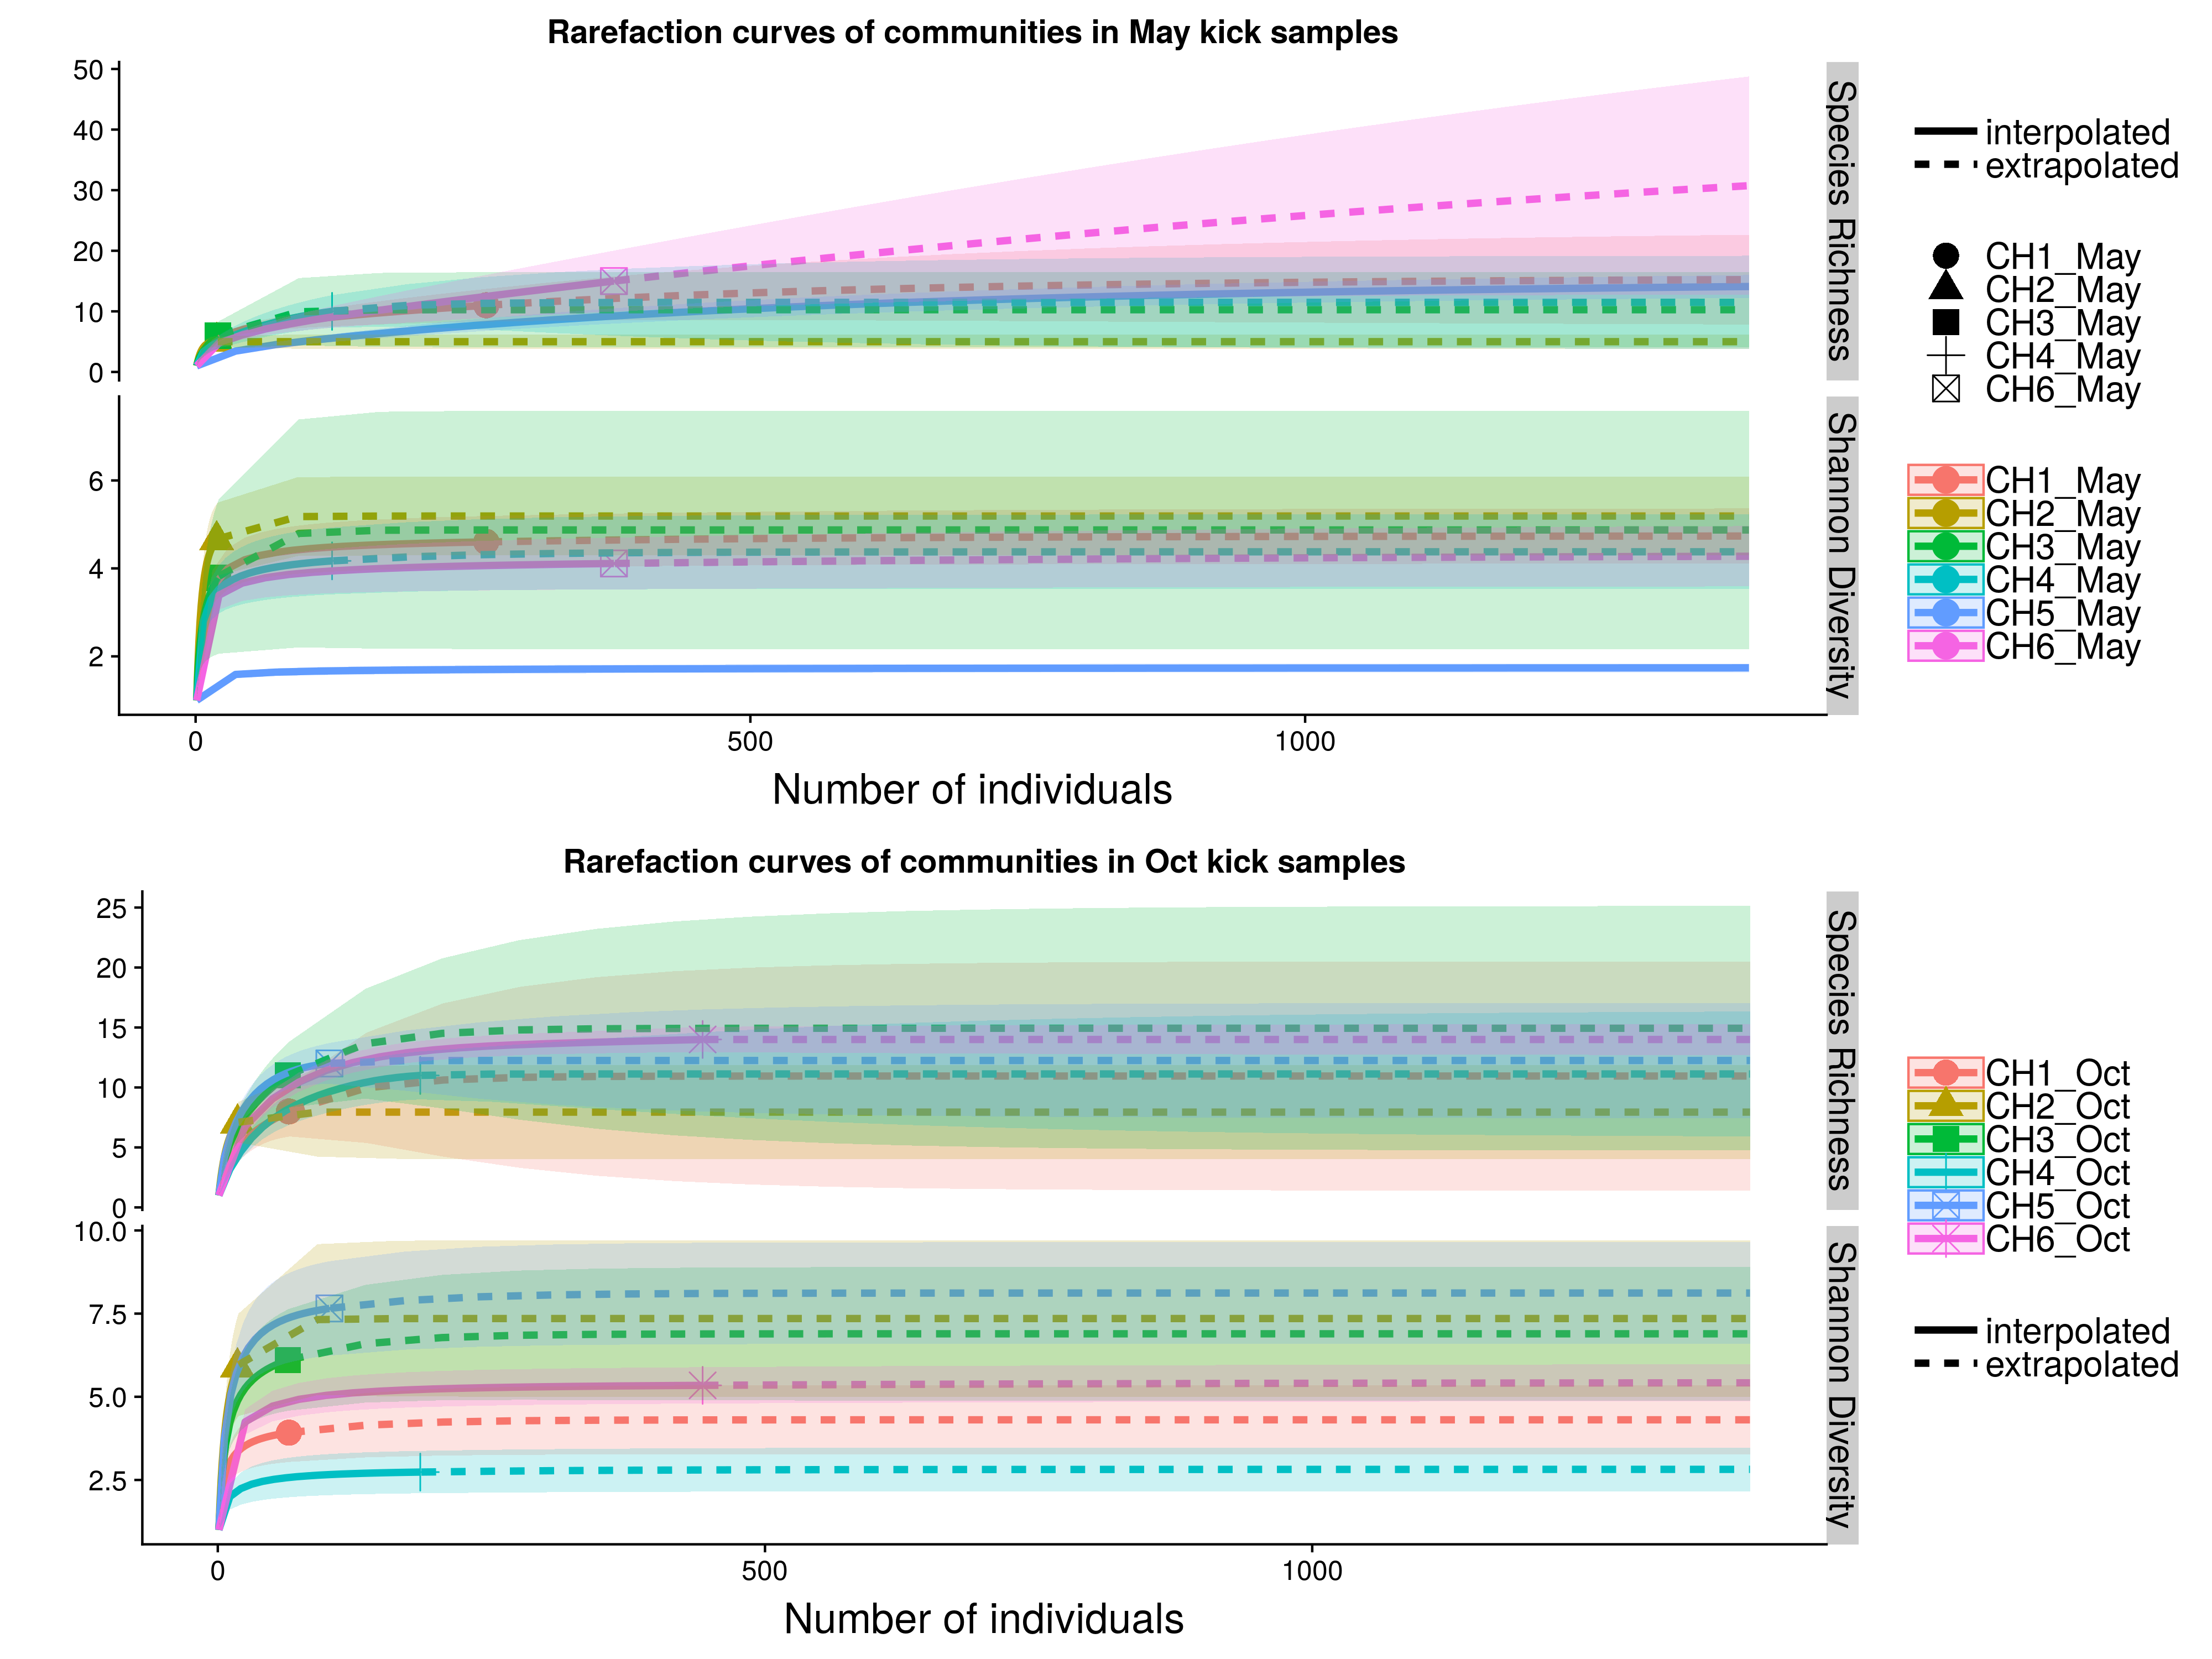 Rarefaction curves of communities in May kick samples
50
40
30
20
10
0
Species Richness
6
4
2
Shannon Diversity
0
500
1000
Number of individuals
interpolated
extrapolated
CH1_May
CH2_May
CH3_May
CH4_May
CH6_May
CH1_May
CH2_May
CH3_May
CH4_May
CH5_May
CH6_May
Rarefaction curves of communities in Oct kick samples
25
20
15
10
5
0
Species Richness
10.0
7.5
5.0
2.5
Shannon Diversity
0
500
1000
Number of individuals
CH1_Oct
CH2_Oct
CH3_Oct
CH4_Oct
CH5_Oct
CH6_Oct
interpolated
extrapolated